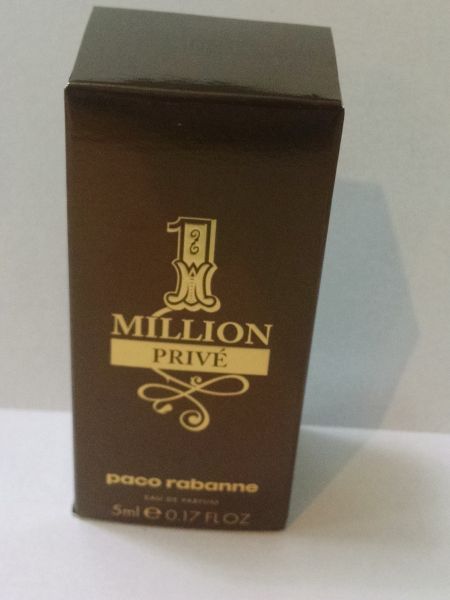 1
MILLION
PRIVÉ
paco rabanne
EAU DE PARFUM
5ml e 0.17 FL OZ